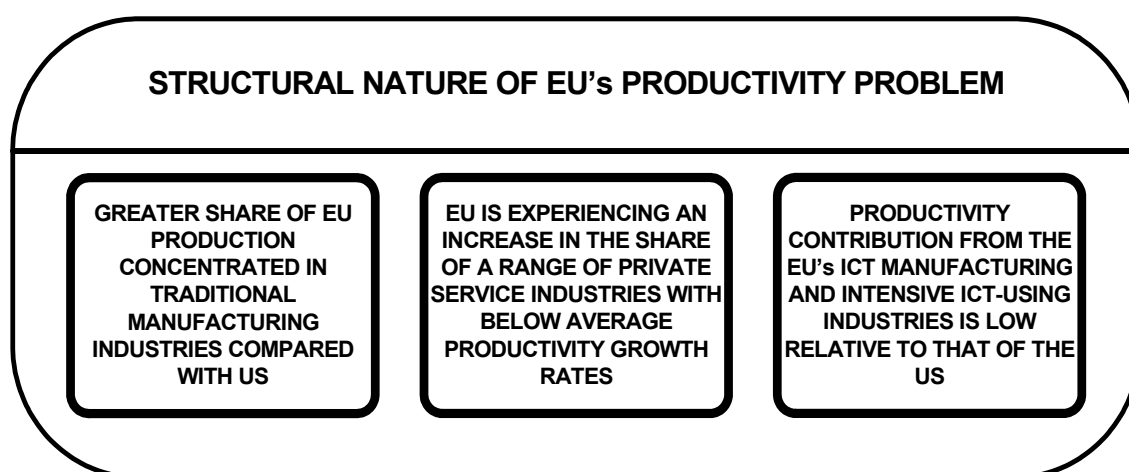 STRUCTURAL NATURE OF EU's PRODUCTIVITY PROBLEM
GREATER SHARE OF EU
PRODUCTION
CONCENTRATED IN
TRADITIONAL
MANUFACTURING
INDUSTRIES COMPARED
WITH US
EU IS EXPERIENCING AN
INCREASE IN THE SHARE
OF A RANGE OF PRIVATE
SERVICE INDUSTRIES WITH
BELOW AVERAGE
PRODUCTIVITY GROWTH
RATES
PRODUCTIVITY
CONTRIBUTION FROM THE
EU's ICT MANUFACTURING
AND INTENSIVE ICT-USING
INDUSTRIES IS LOW
RELATIVE TO THAT OF THE
US